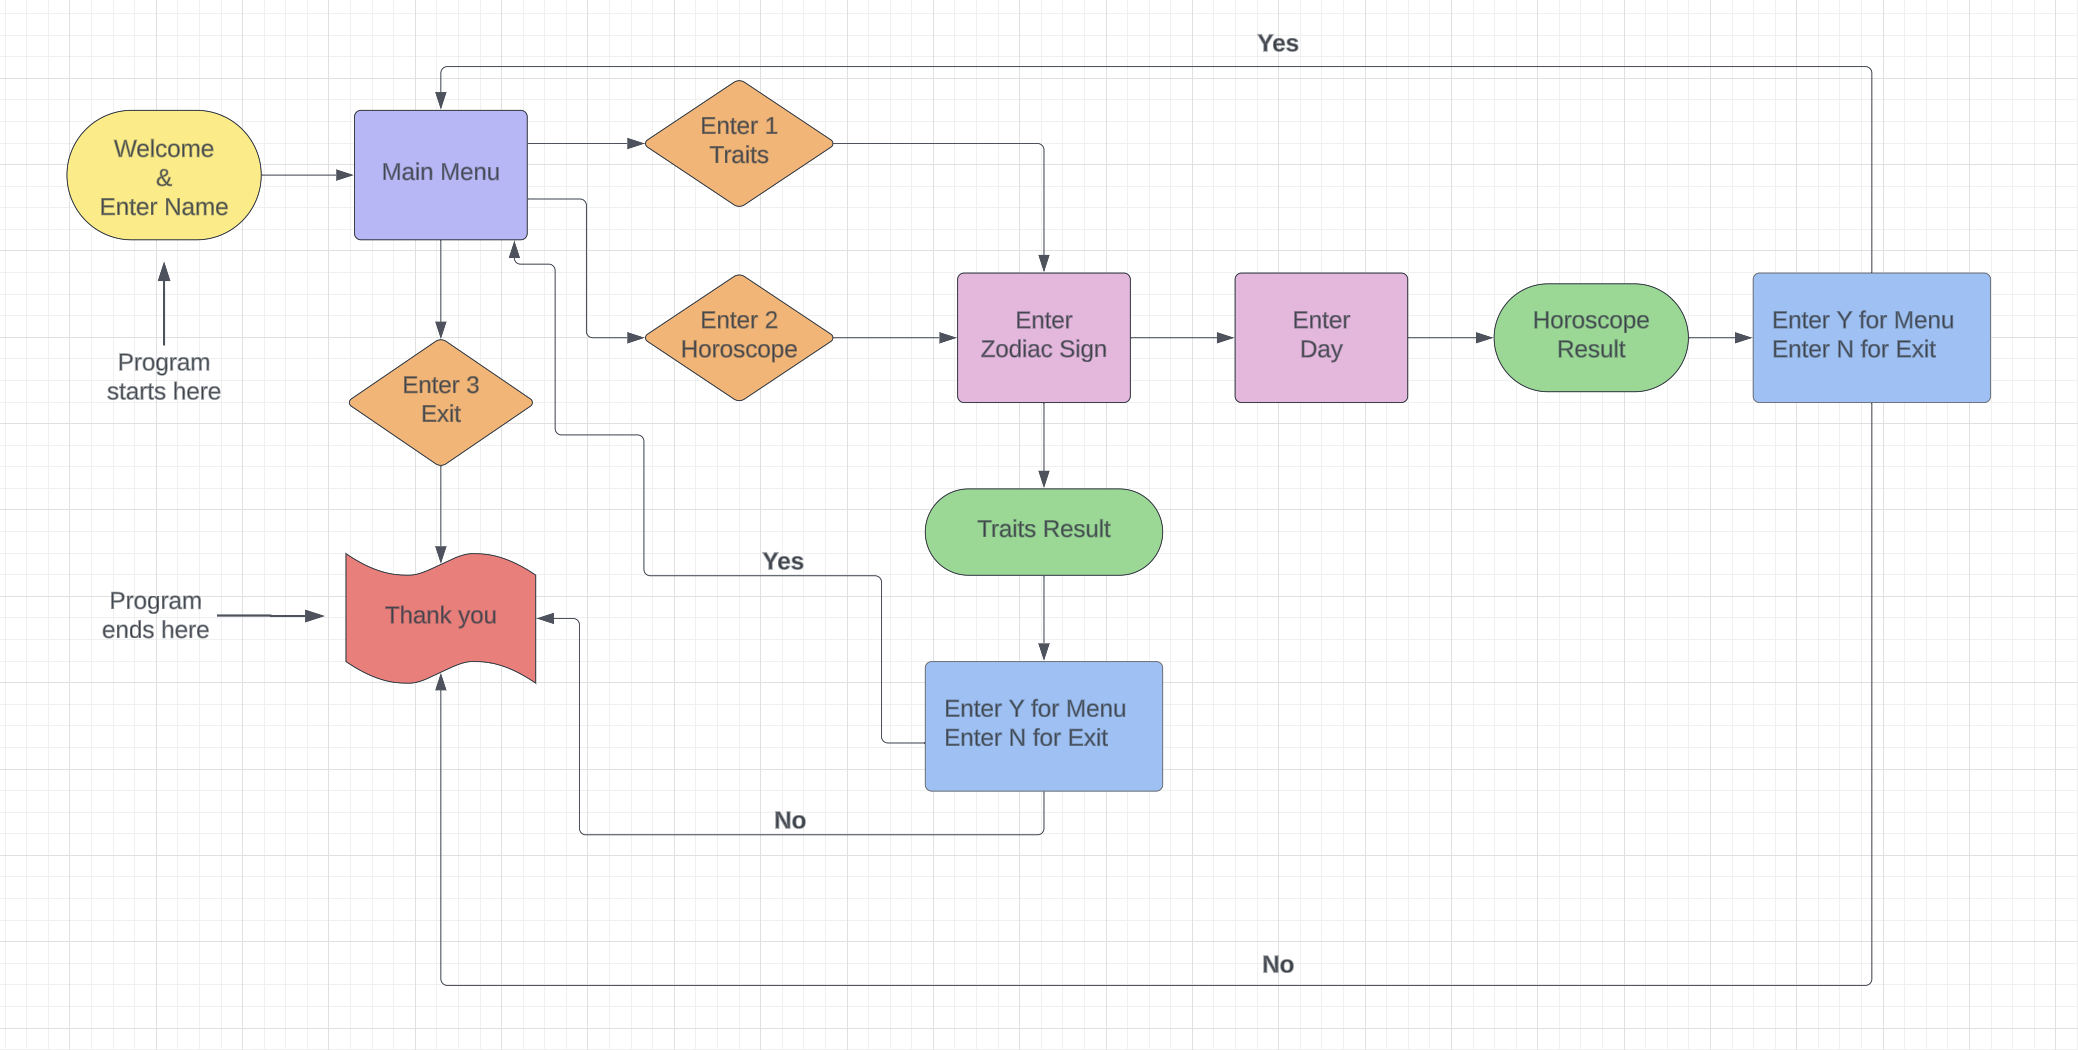 Yes
Welcome
&
Enter Name
Main Menu
Enter 1
Traits
Program
starts here
Enter 3
Exit
Enter 2
Horoscope
Enter
Zodiac Sign
Enter
Day
Horoscope
Result
Enter Y for Menu
Enter N for Exit
Traits Result
Yes
Program
ends here
Thank you
Enter Y for Menu
Enter N for Exit
No
No